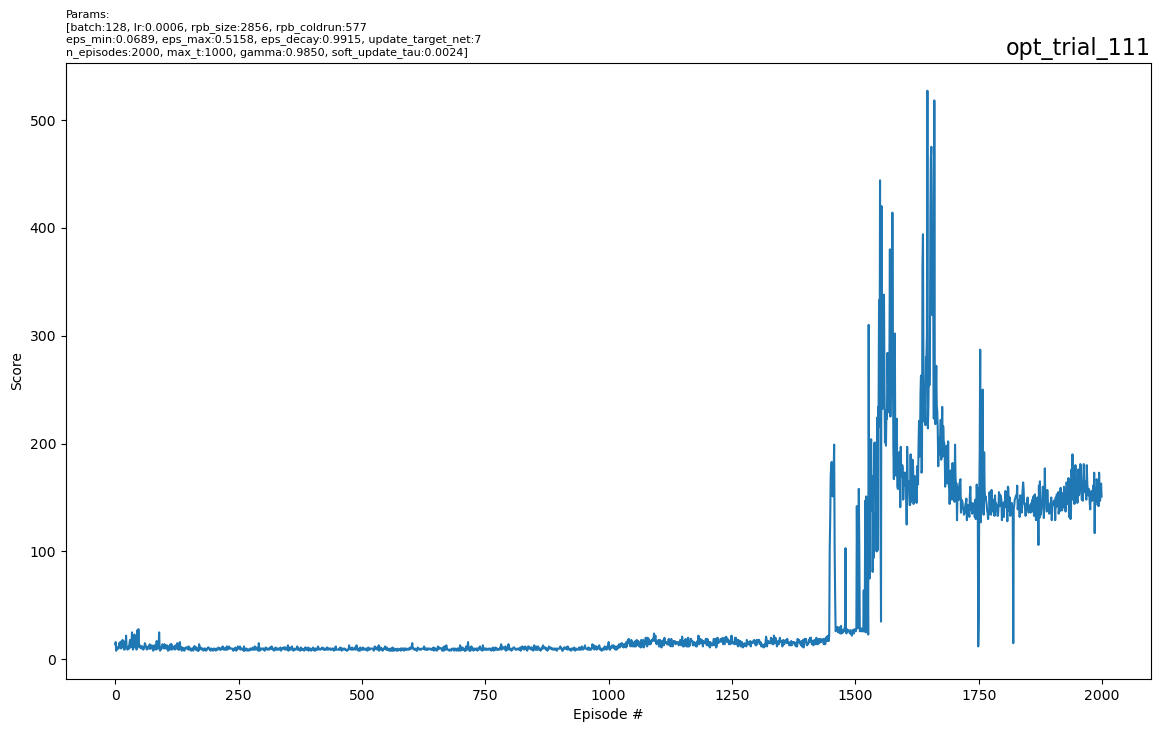 Params:
[batch:128, lr:0.0006, rpb_size:2856, rpb_coldrun:577
eps_min:0.0689, eps_max:0.5158, eps_decay:0.9915, update_target_net:7
n_episodes:2000, max_t:1000, gamma:0.9850, soft_update_tau:0.0024]
opt_trial_111
500
400
300
200
100
0
Score
0 250 500 750 1000 1250 1500 1750 2000
Episode #